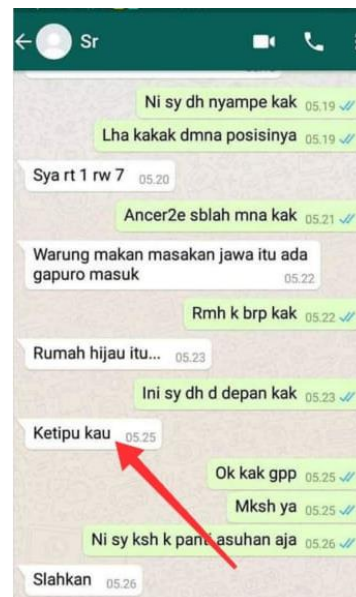 Sr
Ni sy dh nyampe kak 05.19
Lha kakak dmna posisinya 05.19
Sya rt 1 rw 7 05.20
Ancer2e sblah mna kak 05.21
Warung makan masakan jawa itu ada
gapuro masuk 05.22
Rmh k brp kak 05.22
Rumah hijau itu... 05.23
Ini sy dh d depan kak 05.23
Ketipu kau 05.25
Ok kak gpp 05.25
Mksh ya 05.25
Ni sy ksh k panti asuhan aja 05.26
Slahkan 05.26